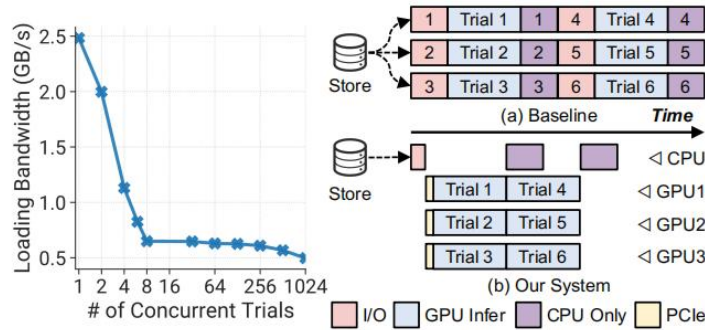 Loading Bandwidth (GB/s)
2.5
2.0
1.5
1.0
0.5
1 2 4 8 16 64 256 1024
# of Concurrent Trials
Store
1 Trial 1 1 4 Trial 4 4
2 Trial 2 2 5 Trial 5 5
3 Trial 3 3 6 Trial 6 6
(a) Baseline Time
Store
◁ CPU
Trial 1 Trial 4 ◁ GPU1
Trial 2 Trial 5 ◁ GPU2
Trial 3 Trial 6 ◁ GPU3
(b) Our System
I/O GPU Infer CPU Only PCIe